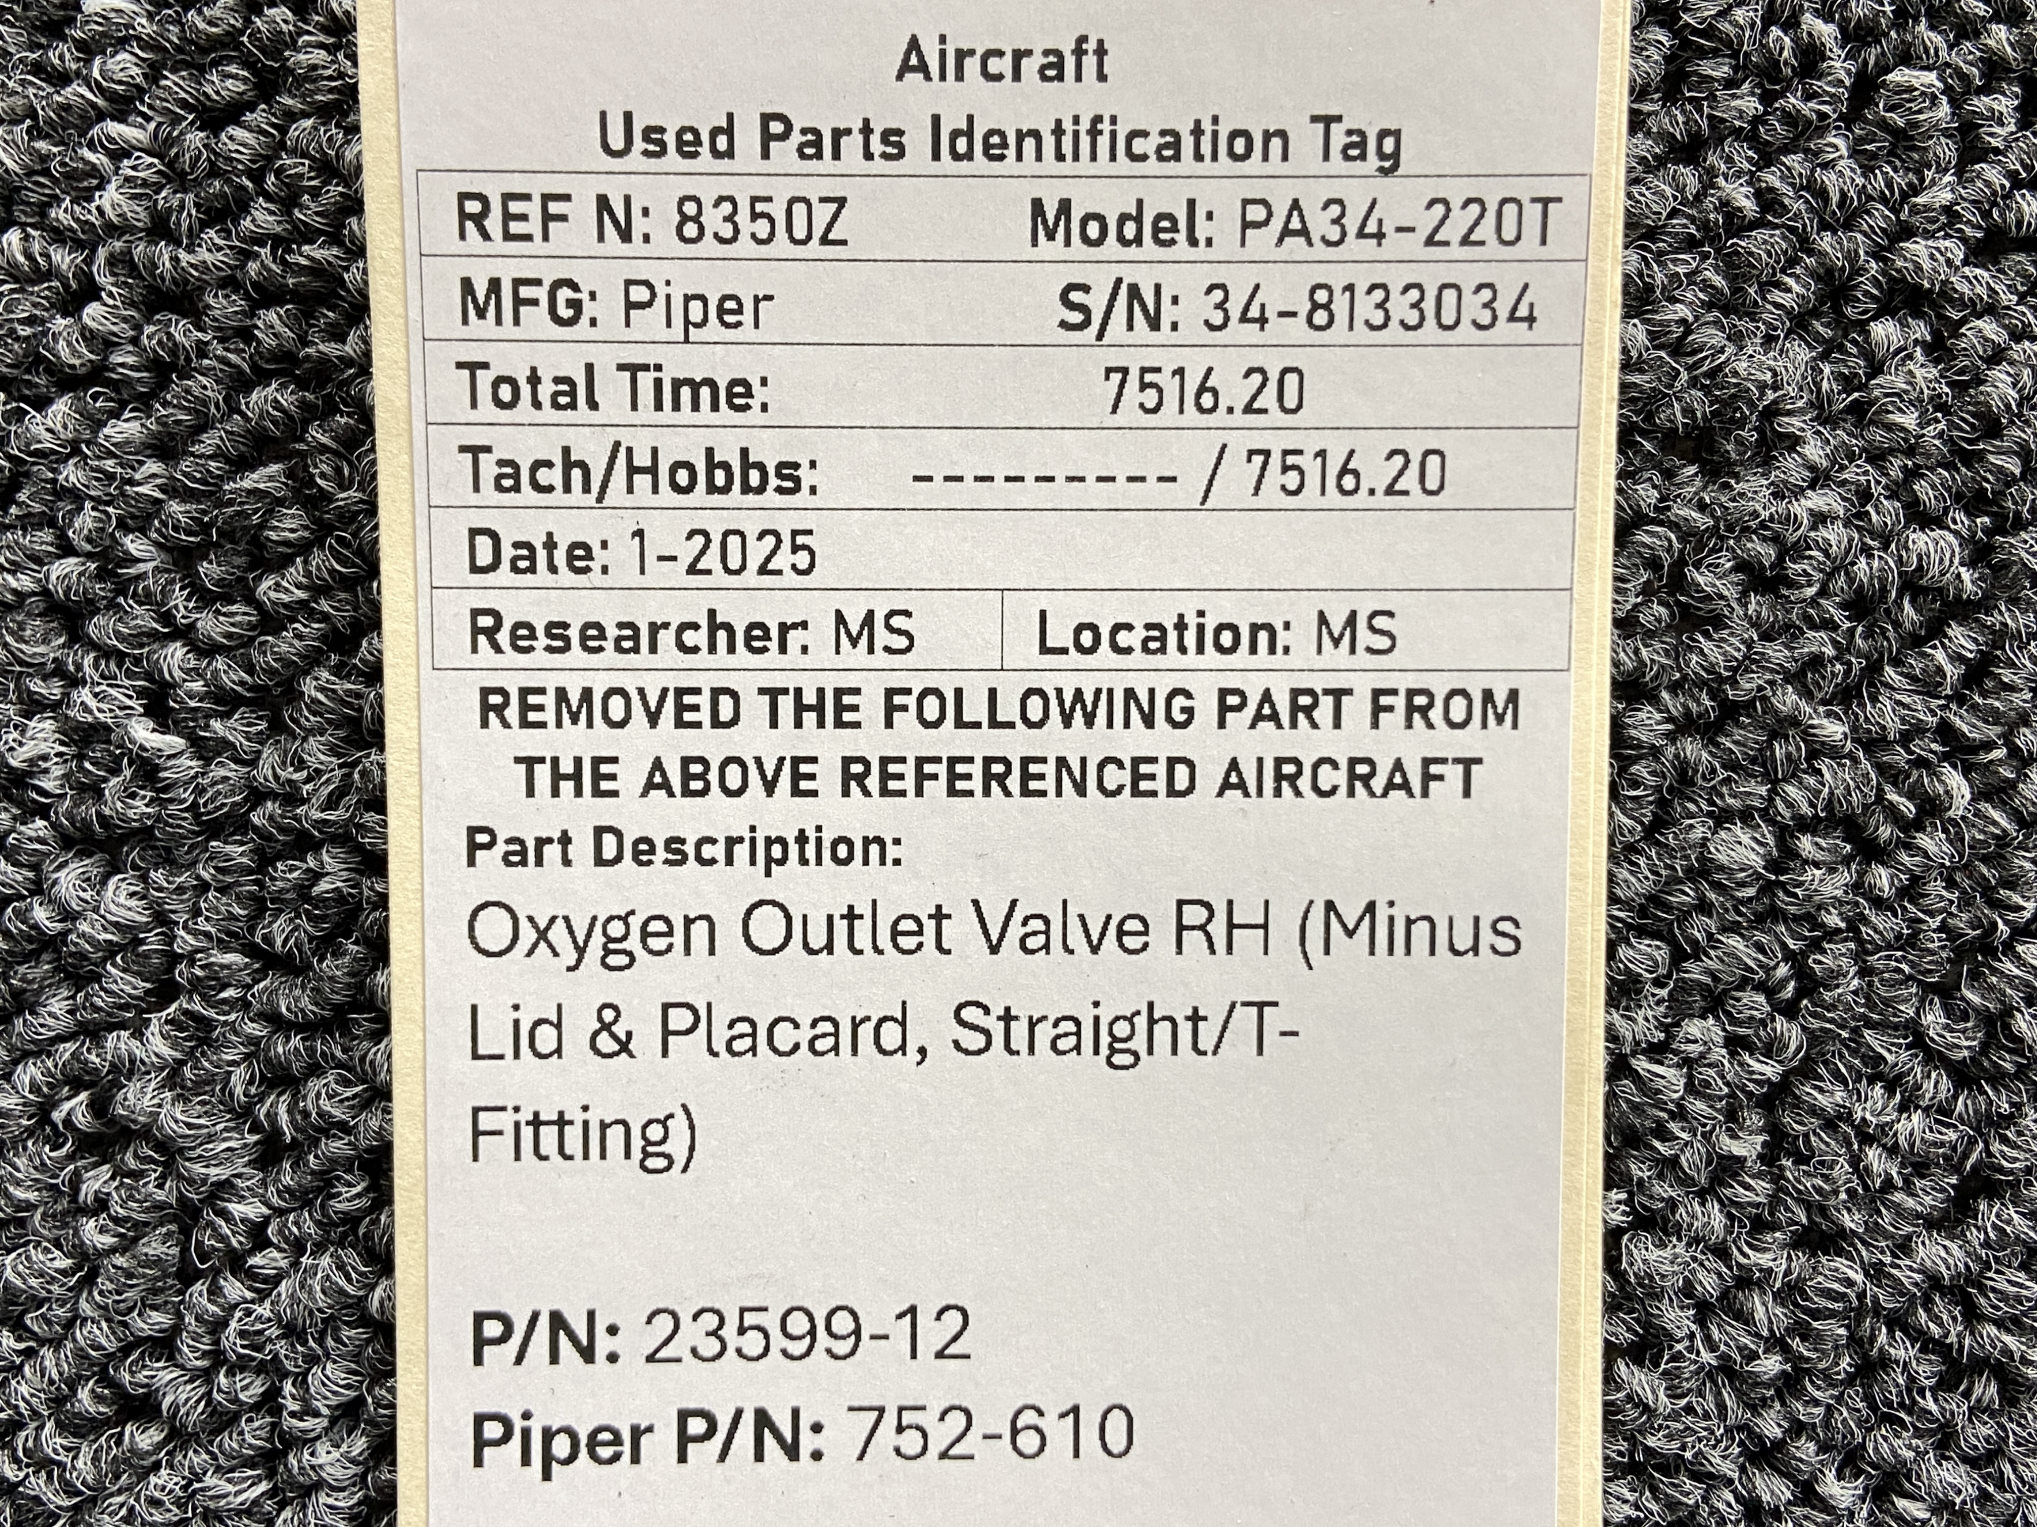 Aircraft
Used Parts Identification Tag
REF N: 8350Z Model: PA34-220T
MFG: Piper S/N: 34-8133034
Total Time: 7516.20
Tach/Hobbs: --------- / 7516.20
Date: 1-2025
Researcher: MS Location: MS
REMOVED THE FOLLOWING PART FROM
THE ABOVE REFERENCED AIRCRAFT
Part Description:
Oxygen Outlet Valve RH (Minus
Lid & Placard, Straight/T-
Fitting)
P/N: 23599-12
Piper P/N: 752-610